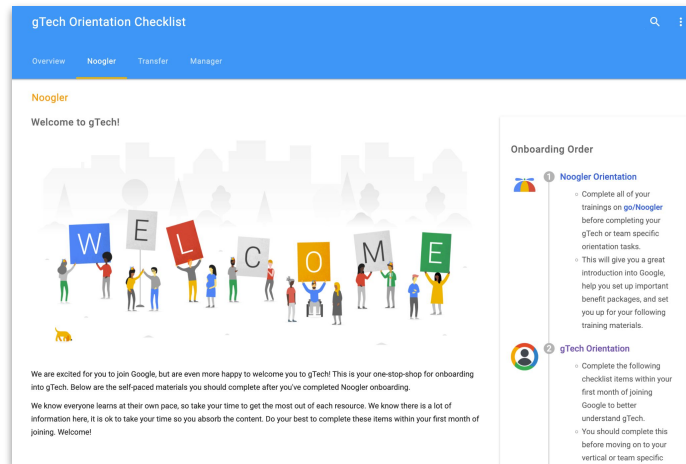 gTech Orientation Checklist
Overview Noogler Transfer Manager
Noogler
Welcome to gTech!
W E L C O M E
We are excited for you to join Google, but are even more happy to welcome you to gTech! This is your one-stop-shop for onboarding
into gTech. Below are the self-paced materials you should complete after you've completed Noogler onboarding.
We know everyone learns at their own pace, so take your time to get the most out of each resource. We know there is a lot of
information here, it is ok to take your time so you absorb the content. Do your best to complete these items within your first month of
joining. Welcome!
Onboarding Order
1 Noogler Orientation
Complete all of your
trainings on go/Noogler
before completing your
gTech or team specific
orientation tasks.
This will give you a great
introduction into Google,
help you set up important
benefit packages, and set
you up for your following
training materials.
2 gTech Orientation
Complete the following
checklist items within your
first month of joining
Google to better
understand gTech.
You should complete this
before moving on to your
vertical or team specific